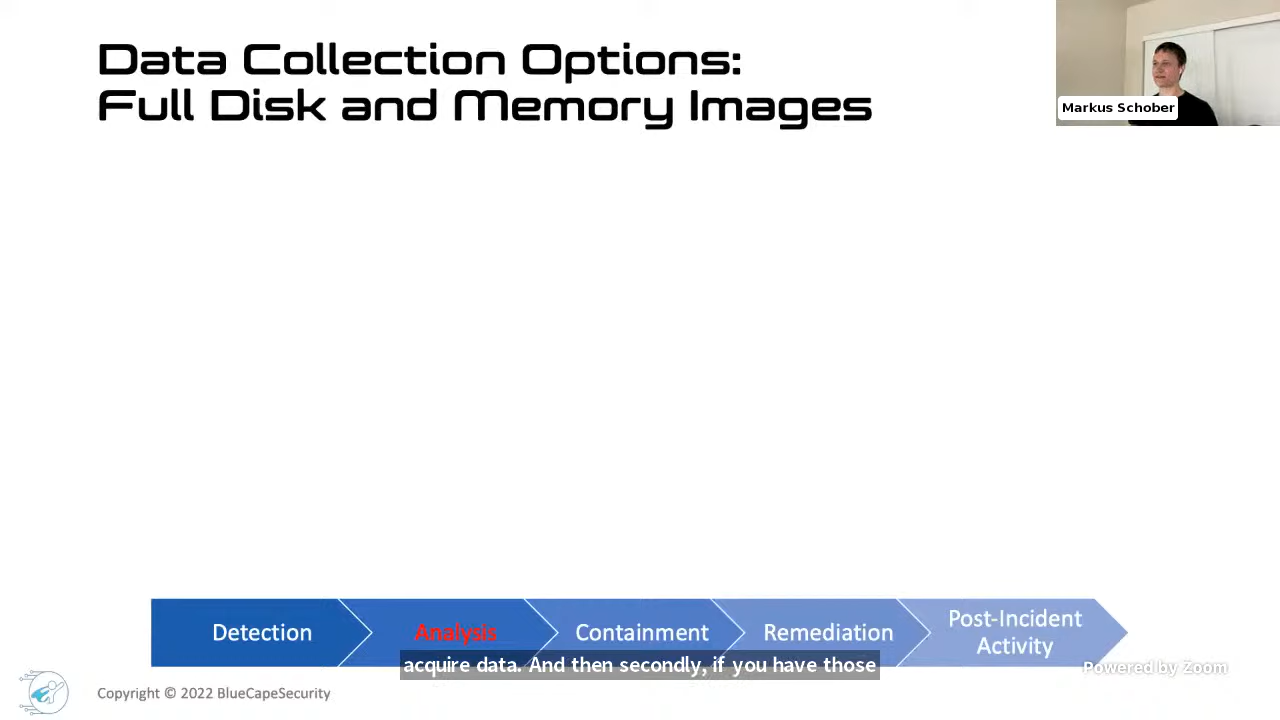 Data Collection Options:
Full Disk and Memory Images
Markus Schober
Detection
Analysis
Containment
Remediation
Post-Incident
Activity
acquire data. And then secondly, if you have those
Powered by Zoom
Copyright © 2022 BlueCapeSecurity